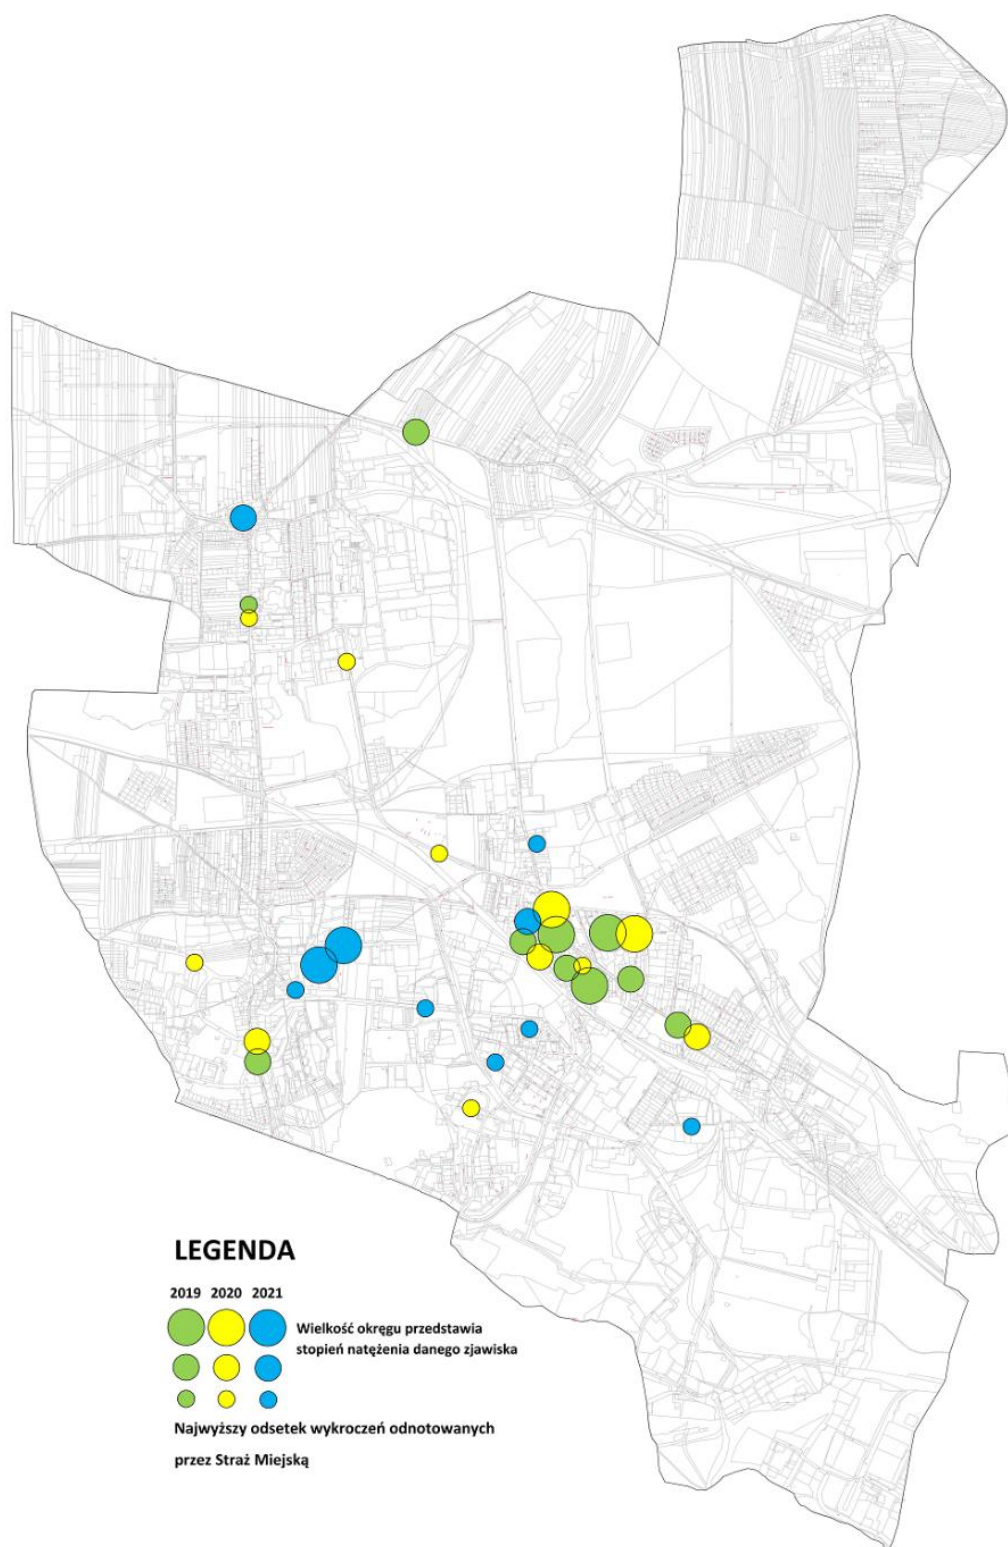 LEGENDA
2019 2020 2021
Wielkość okręgu przedstawia
stopień natężenia danego zjawiska
Najwyższy odsetek wykroczeń odnotowanych
przez Straż Miejską